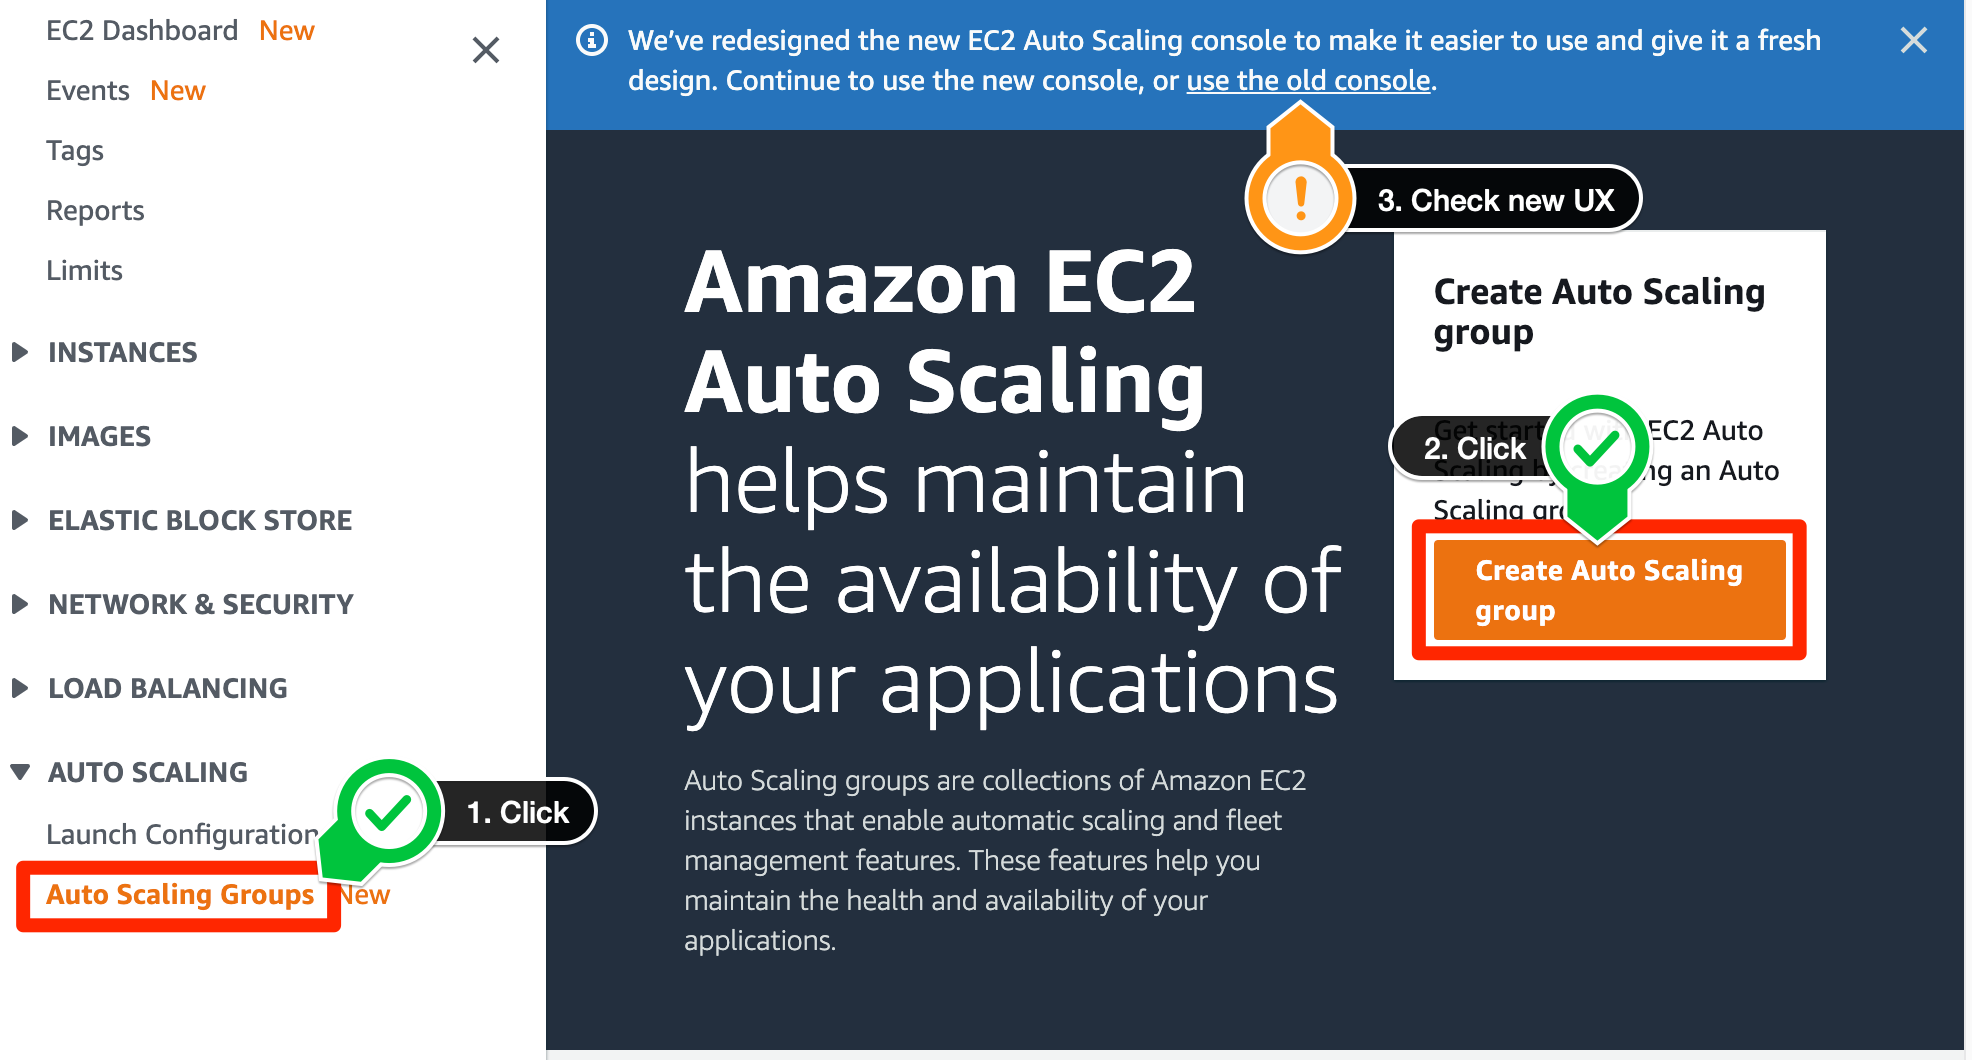 EC2 Dashboard New
Events New
Tags
Reports
Limits
INSTANCES
IMAGES
ELASTIC BLOCK STORE
NETWORK & SECURITY
LOAD BALANCING
AUTO SCALING
Launch Configuration
1. Click
Auto Scaling Groups New
We've redesigned the new EC2 Auto Scaling console to make it easier to use and give it a fresh
design. Continue to use the new console, or use the old console.
3. Check new UX
Amazon EC2
Auto Scaling
helps maintain
the availability of
your applications
Auto Scaling groups are collections of Amazon EC2
instances that enable automatic scaling and fleet
management features. These features help you
maintain the health and availability of your
applications.
Create Auto Scaling
group
Get started with EC2 Auto
2. Click
Scaling by creating an Auto
Scaling
Create Auto Scaling
group